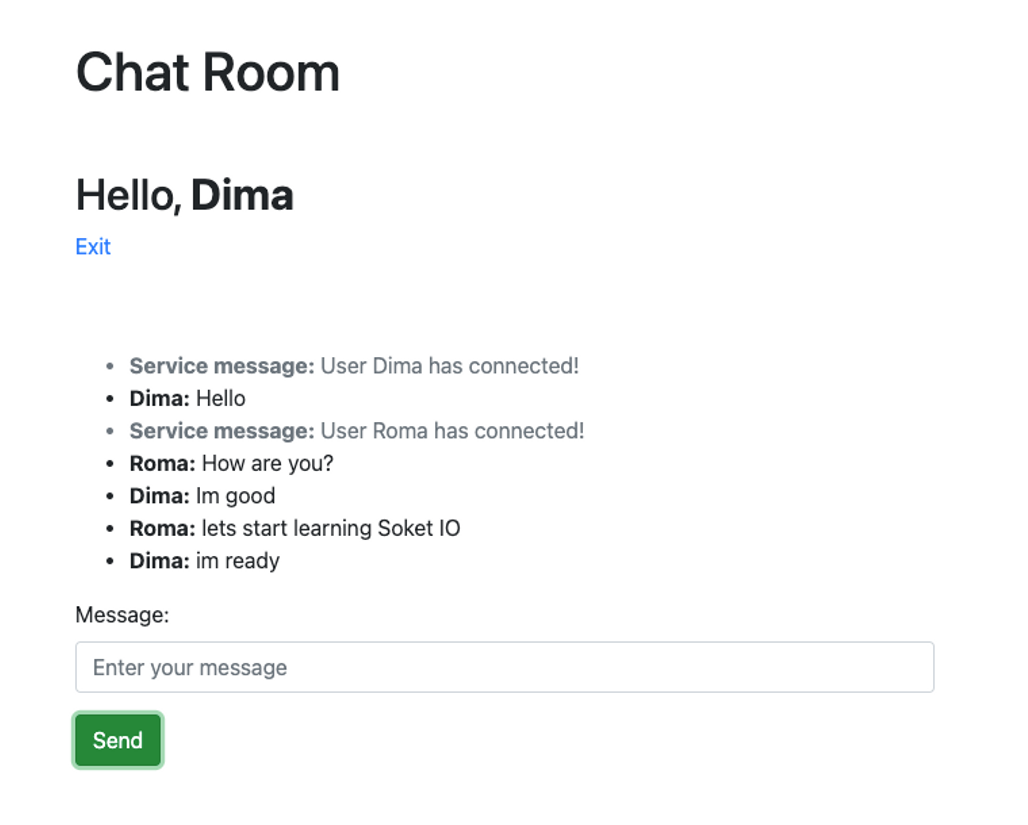 Chat Room
Hello, Dima
Exit
Service message: User Dima has connected!
Dima: Hello
Service message: User Roma has connected!
Roma: How are you?
Dima: Im good
Roma: lets start learning Soket IO
Dima: im ready
Message:
Enter your message
Send